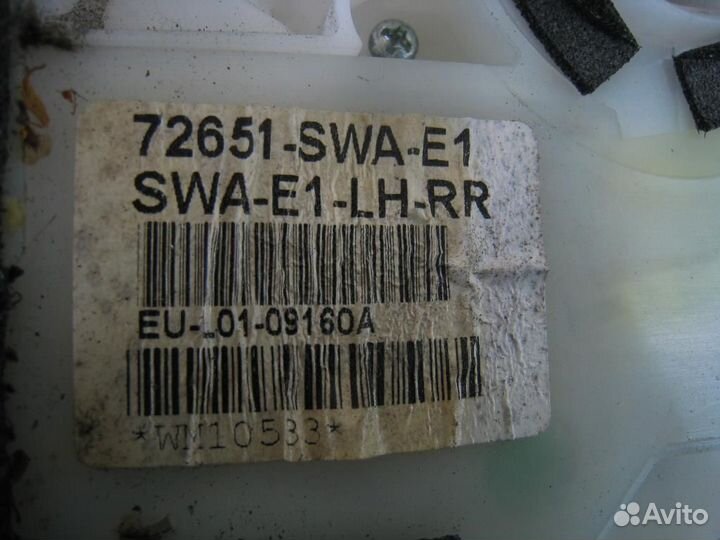 72651-SWA-E1
SWA-E1-LH-RR
EU-L01-09160A
*WM10533*
Avito